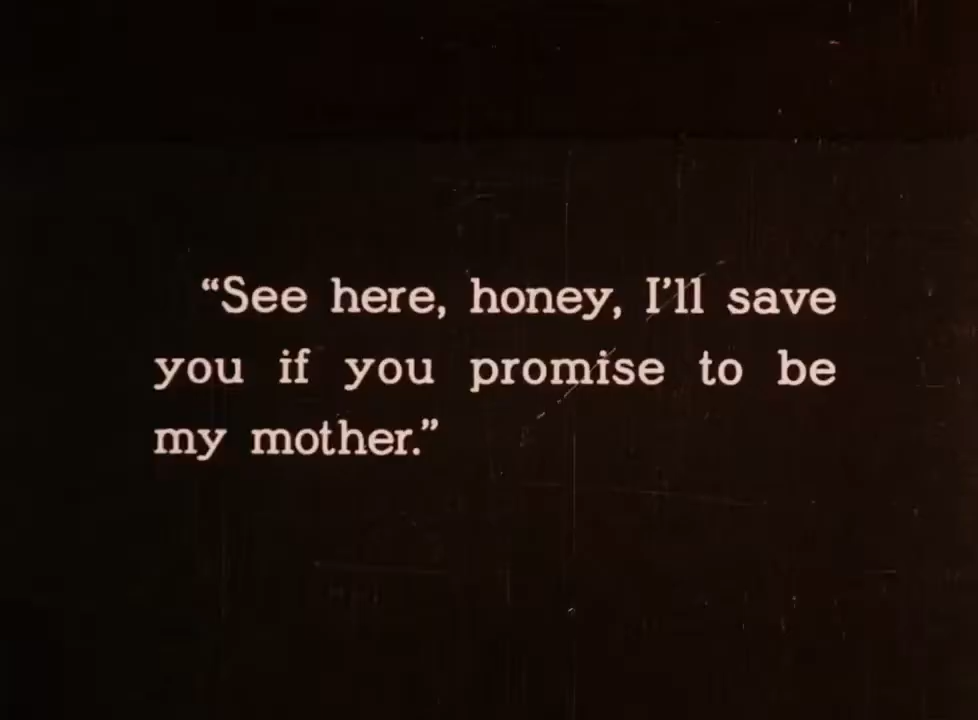 “See here, honey, I’ll save
you if you promise to be
my mother.”